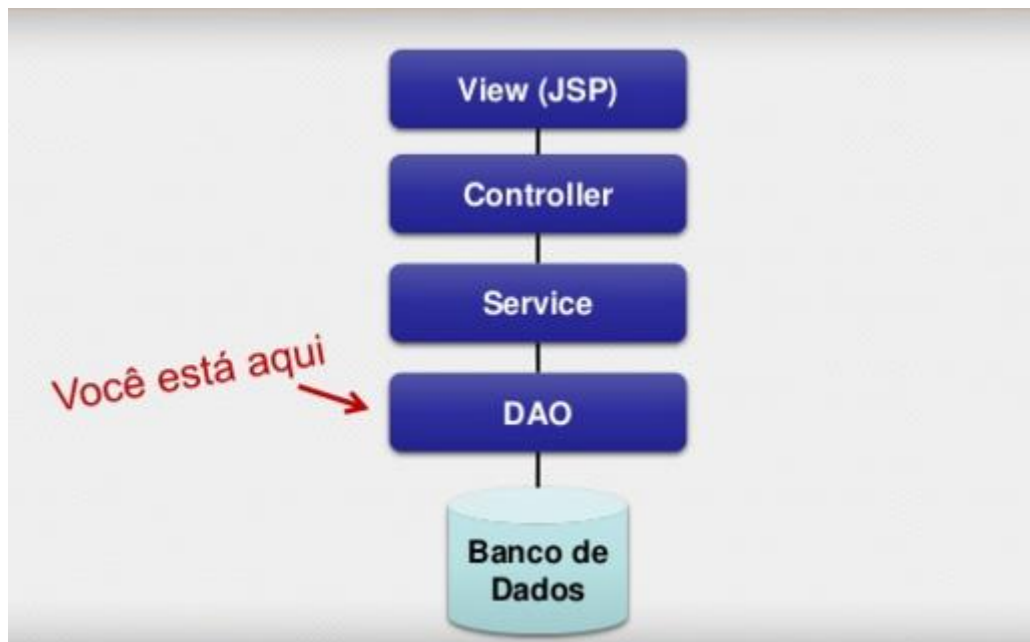 View (JSP)
Controller
Service
Você está aqui
DAO
Banco de
Dados